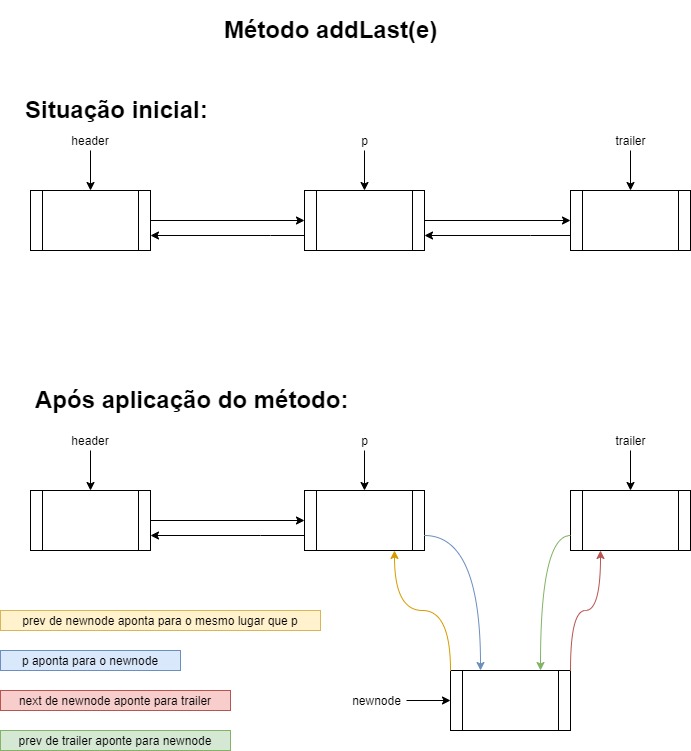 Método addLast(e)
Situação inicial:
header
p
trailer
Após aplicação do método:
header
p
trailer
prev de newnode aponta para o mesmo lugar que p
p aponta para o newnode
next de newnode aponte para trailer
newnode
prev de trailer aponte para newnode